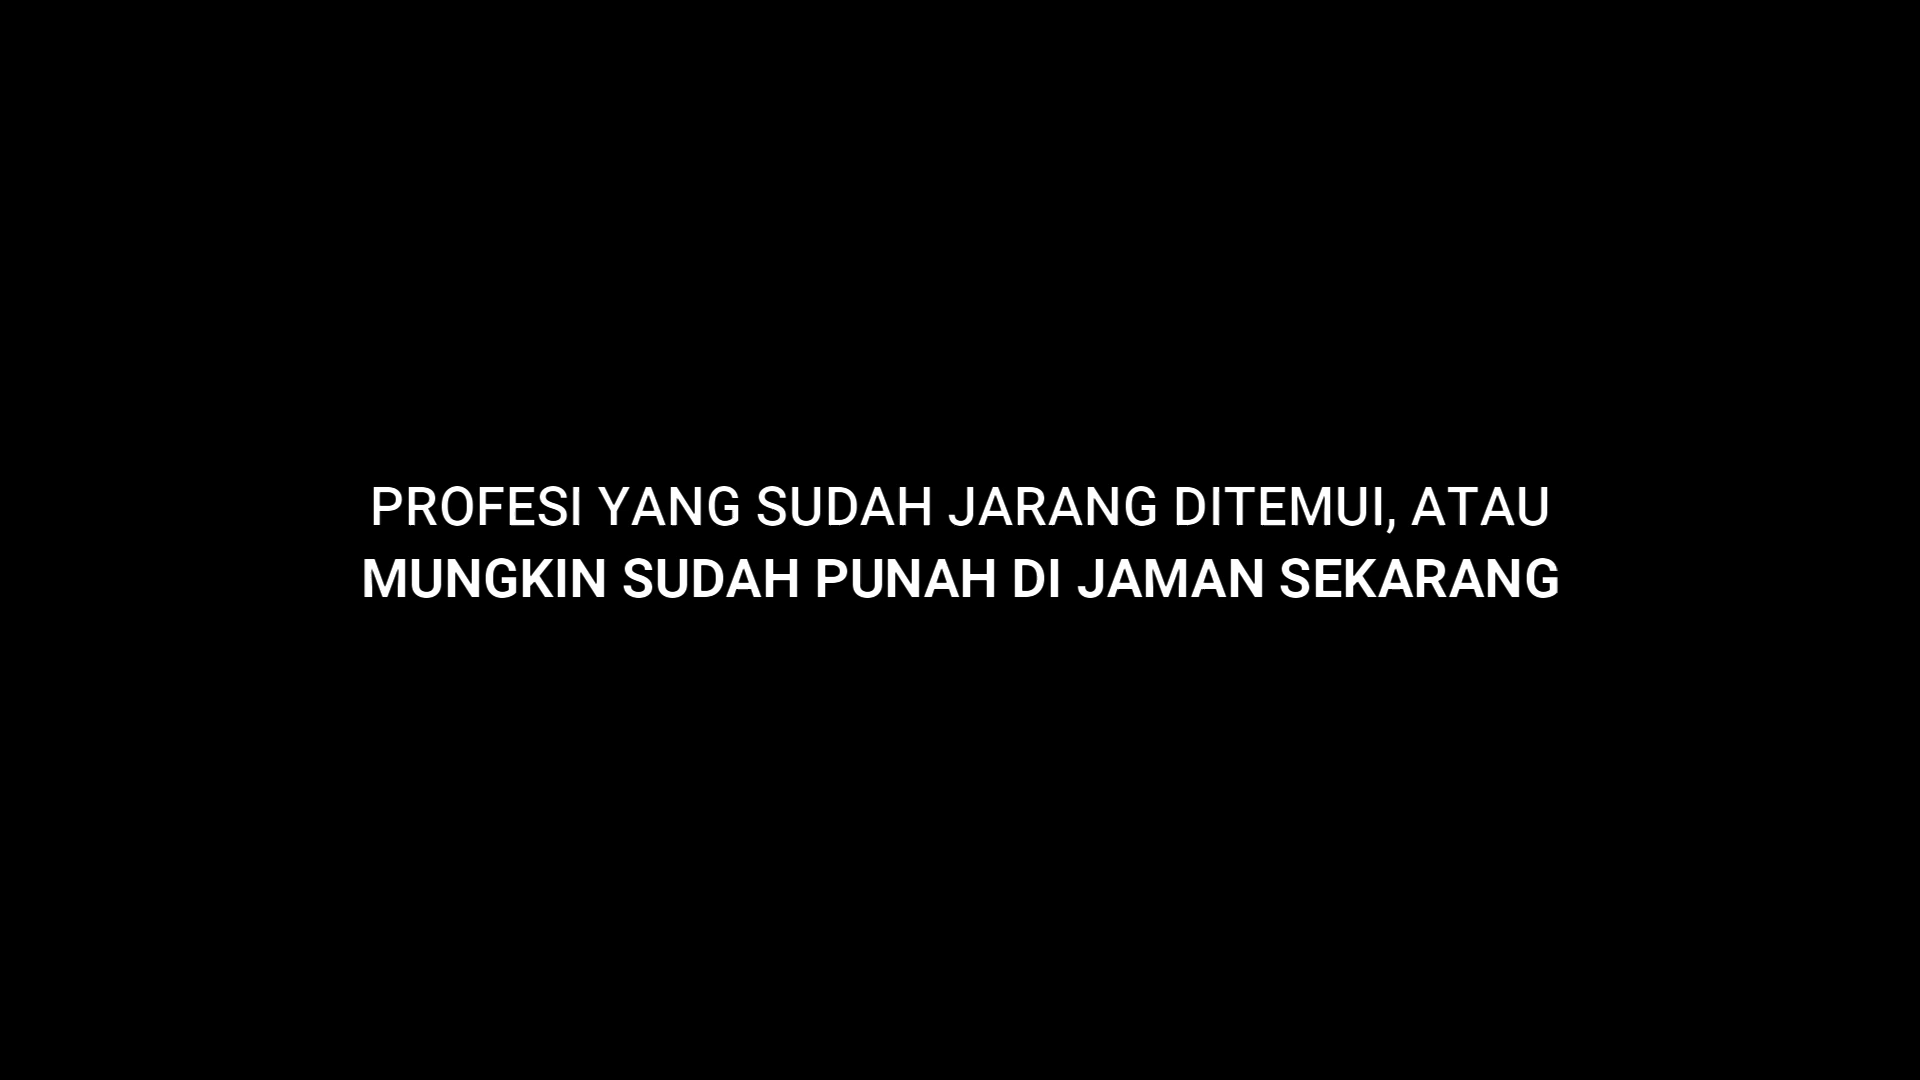 PROFESI YANG SUDAH JARANG DITEMUI, ATAU
MUNGKIN SUDAH PUNAH DI JAMAN SEKARANG